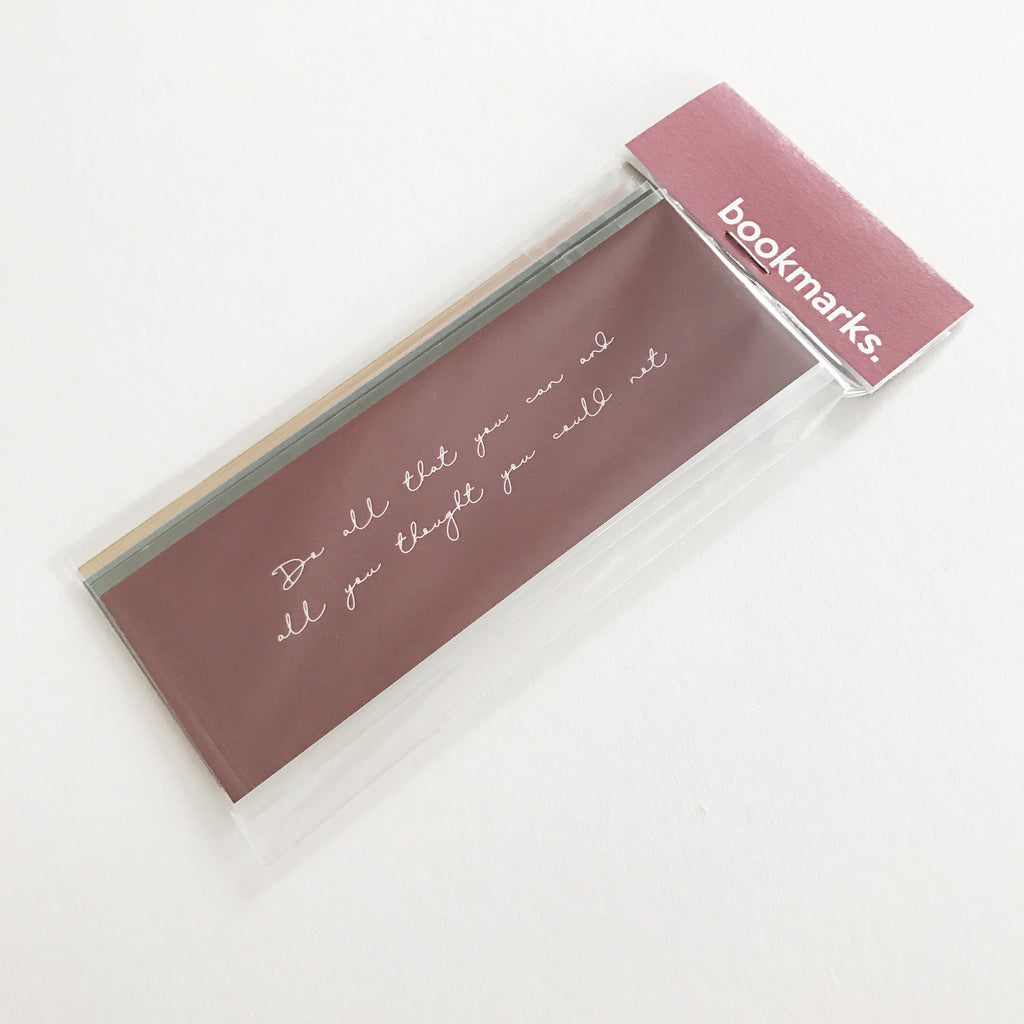 bookmarks.
Do all that you can and
all you thought you could not